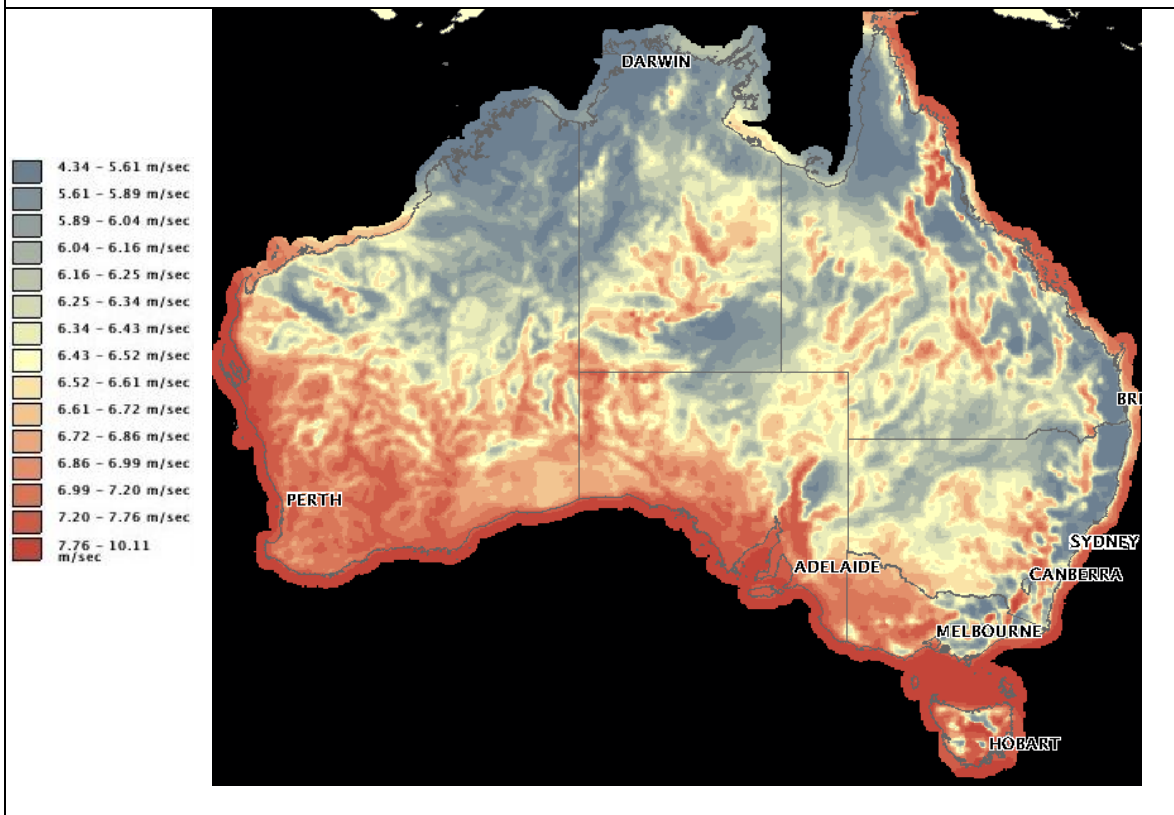 DARWIN
4.34 – 5.61 m/sec
5.61 – 5.89 m/sec
5.89 – 6.04 m/sec
6.04 – 6.16 m/sec
6.16 – 6.25 m/sec
6.25 – 6.34 m/sec
6.34 – 6.43 m/sec
6.43 – 6.52 m/sec
6.52 – 6.61 m/sec
6.61 – 6.72 m/sec
6.72 – 6.86 m/sec
6.86 – 6.99 m/sec
6.99 – 7.20 m/sec
7.20 – 7.76 m/sec
7.76 – 10.11
m/sec
BRI
PERTH
SYDNEY
ADELAIDE
CANBERRA
MELBOURNE
HOBART